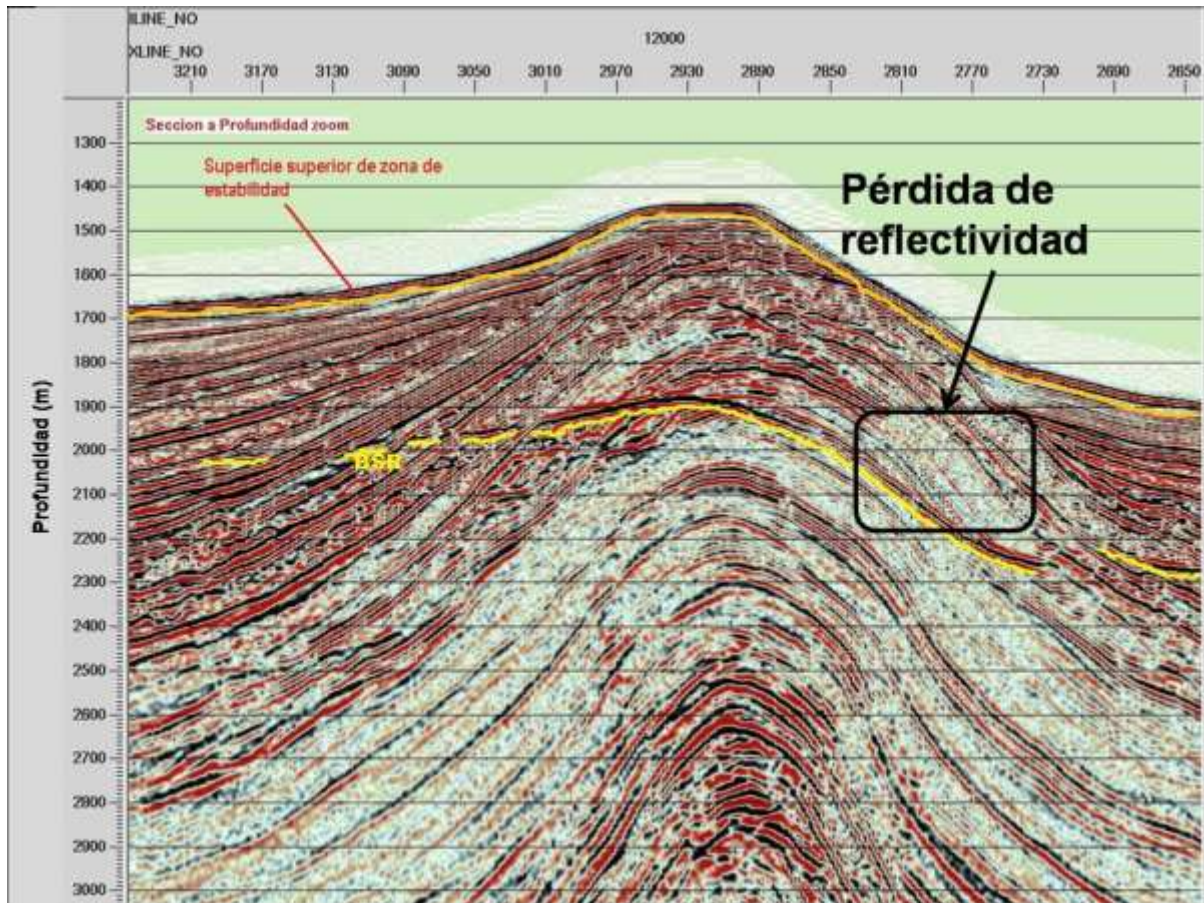 ILINE_NO
12000
XLINE_NO
3210 3170 3130 3090 3050 3010 2970 2930 2890 2850 2810 2770 2730 2690 2650
Seccion a Profundidad zoom
Superficie superior de zona de
estabilidad
Pérdida de
reflectividad
BSR
Profundidad (m)
1300
1400
1500
1600
1700
1800
1900
2000
2100
2200
2300
2400
2500
2600
2700
2800
2900
3000